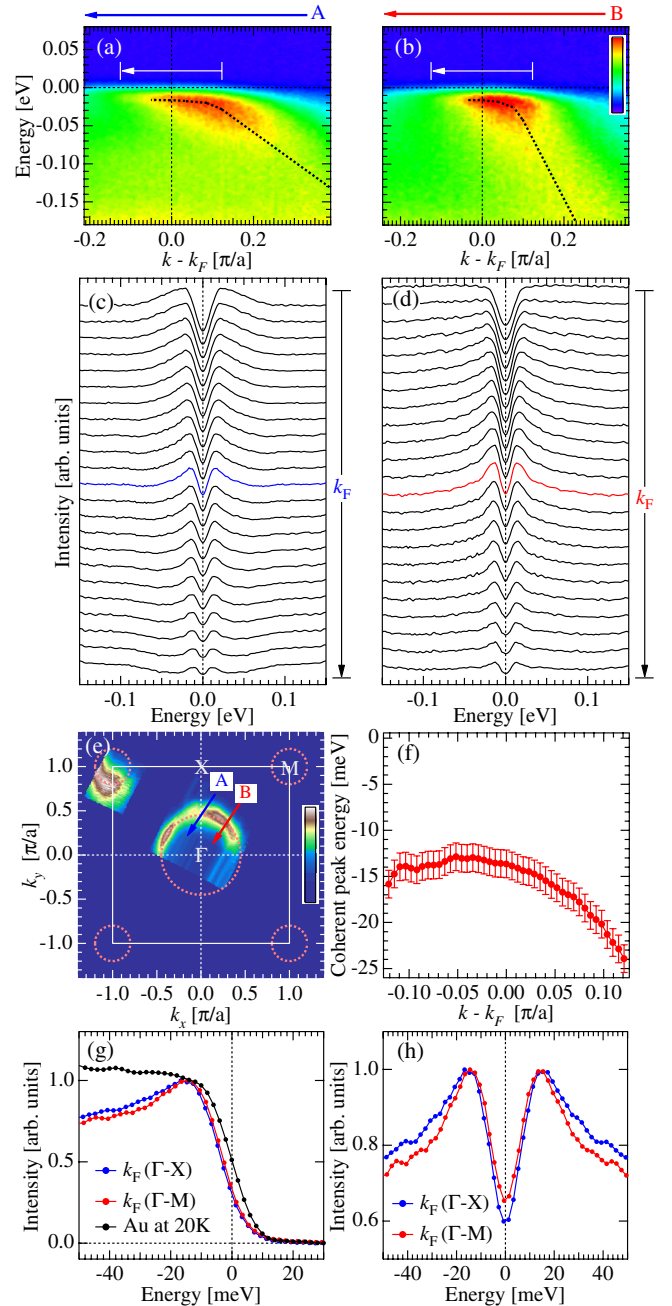 A
B
(a)
(b)
Energy [eV]
0.05
0.00
-0.05
-0.10
-0.15
-0.2
0.0
0.2
-0.2
0.0
0.2
k - k_F [π/a]
k - k_F [π/a]
(c)
(d)
Intensity [arb. units]
k_F
k_F
-0.1
0.0
0.1
-0.1
0.0
0.1
Energy [eV]
Energy [eV]
(e)
X
M
A
B
Γ
k_y [π/a]
1.0
0.5
0.0
-0.5
-1.0
-1.0
-0.5
0.0
0.5
1.0
k_x [π/a]
(f)
Coherent peak energy [meV]
0
-5
-10
-15
-20
-25
-0.10
-0.05
0.00
0.05
0.10
k - k_F [π/a]
(g)
Intensity [arb. units]
1.0
0.5
0.0
k_F (Γ-X)
k_F (Γ-M)
Au at 20K
-40
-20
0
20
Energy [meV]
(h)
Intensity [arb. units]
1.0
0.8
0.6
k_F (Γ-X)
k_F (Γ-M)
-40
-20
0
20
40
Energy [meV]